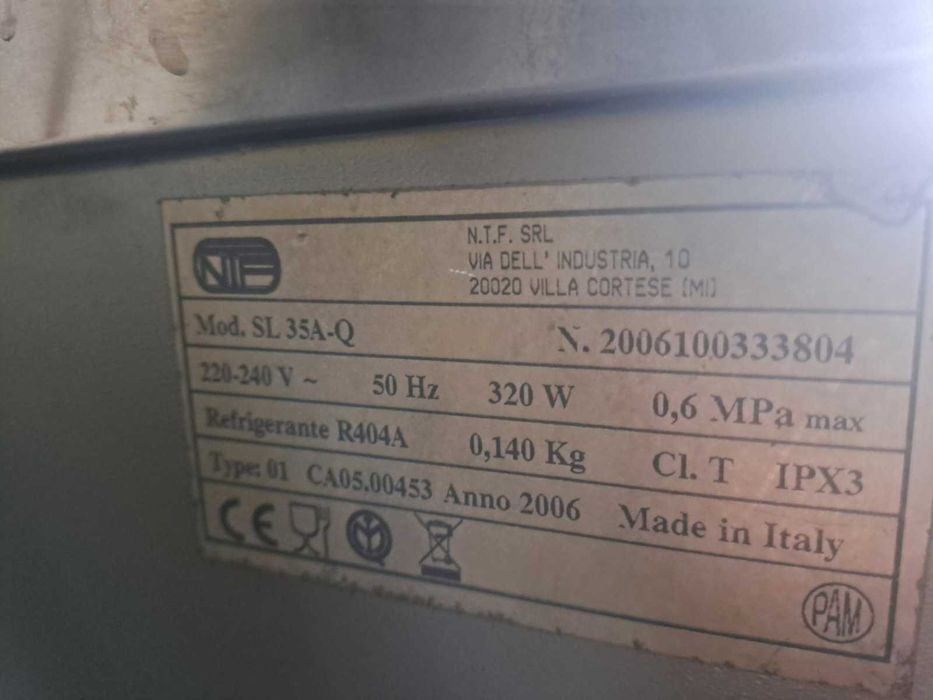 NTF
N.T.F. SRL
VIA DELL' INDUSTRIA, 10
20020 VILLA CORTESE (MI)
Mod. SL 35A-Q N. 2006100333804
220-240 V ~ 50 Hz 320 W 0,6 MPa max
Refrigerante R404A 0,140 Kg Cl. T IPX3
Type: 01 CA05.00453 Anno 2006 Made in Italy
CE
PAM